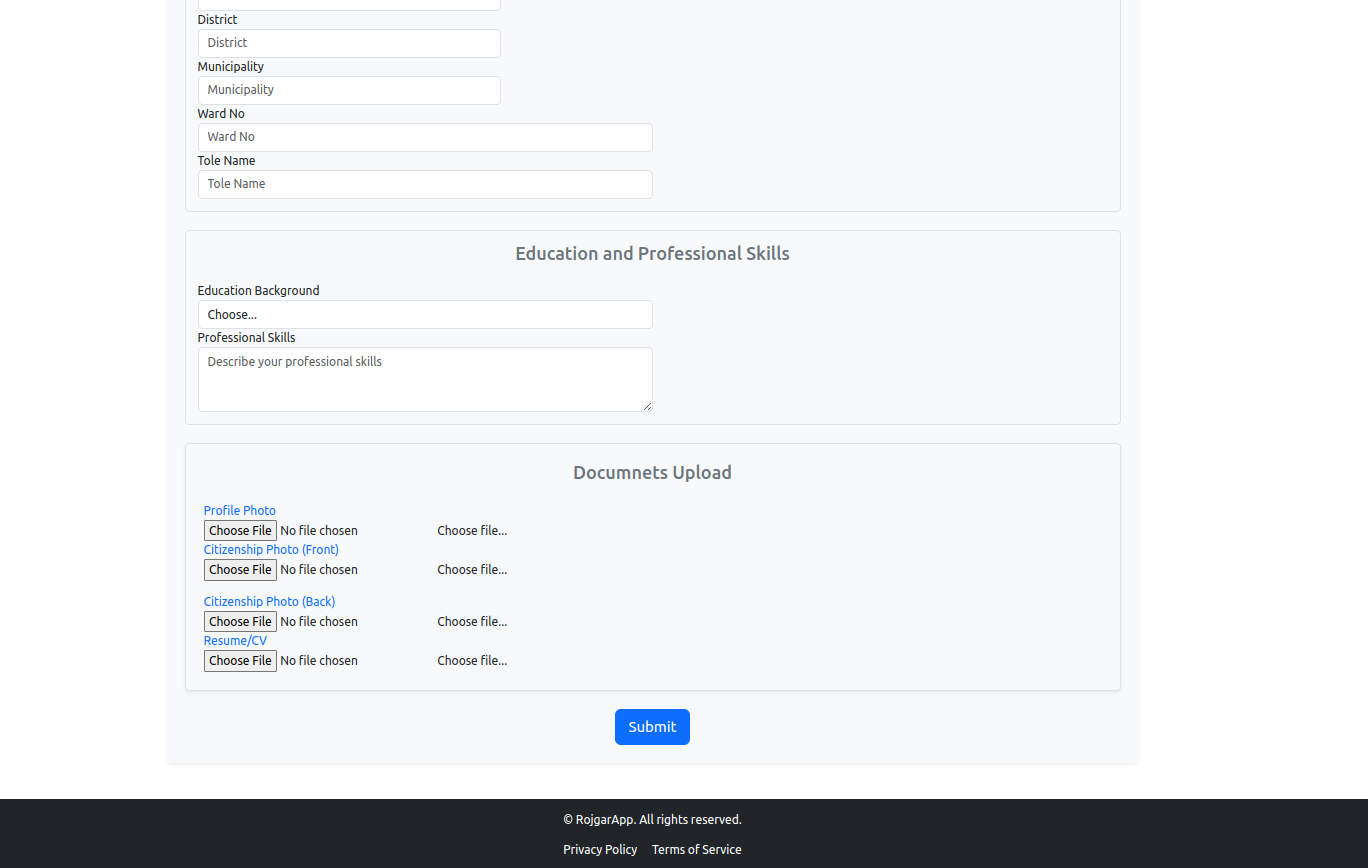 District
District
Municipality
Municipality
Ward No
Ward No
Tole Name
Tole Name
Education and Professional Skills
Education Background
Choose...
Professional Skills
Describe your professional skills
Documnets Upload
Profile Photo
Choose File No file chosen Choose file...
Citizenship Photo (Front)
Choose File No file chosen Choose file...
Citizenship Photo (Back)
Choose File No file chosen Choose file...
Resume/CV
Choose File No file chosen Choose file...
Submit
© RojgarApp. All rights reserved.
Privacy Policy Terms of Service